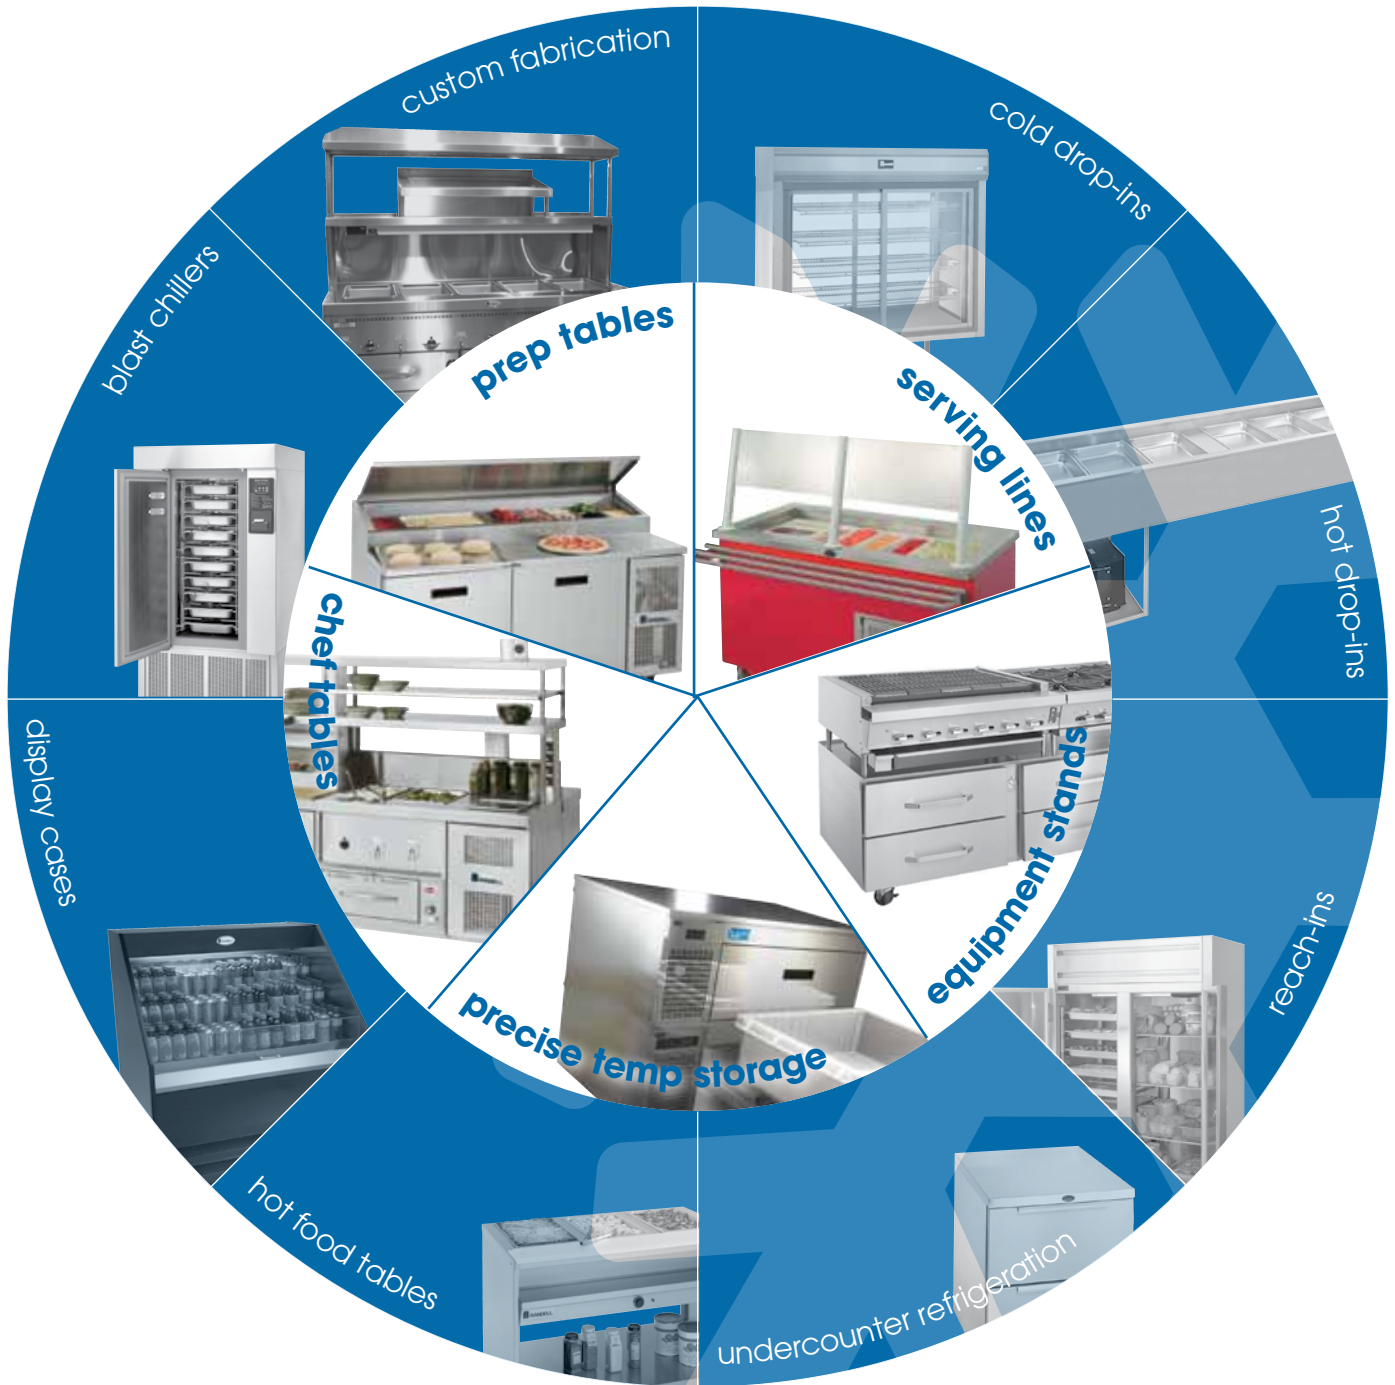 custom fabrication
cold drop-ins
hot drop-ins
reach-ins
undercounter refrigeration
hot food tables
display cases
blast chillers
prep tables
serving lines
equipment stands
precise temp storage
chef tables
RANDELL